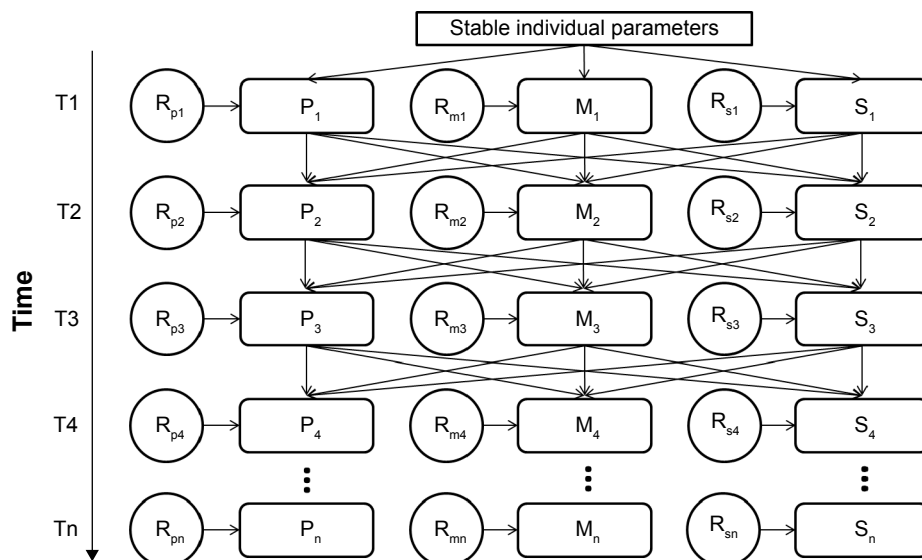 Stable individual parameters
T1 Rp1 P1 Rm1 M1 Rs1 S1
T2 Rp2 P2 Rm2 M2 Rs2 S2
Time
T3 Rp3 P3 Rm3 M3 Rs3 S3
T4 Rp4 P4 Rm4 M4 Rs4 S4
Tn Rpn Pn Rmn Mn Rsn Sn